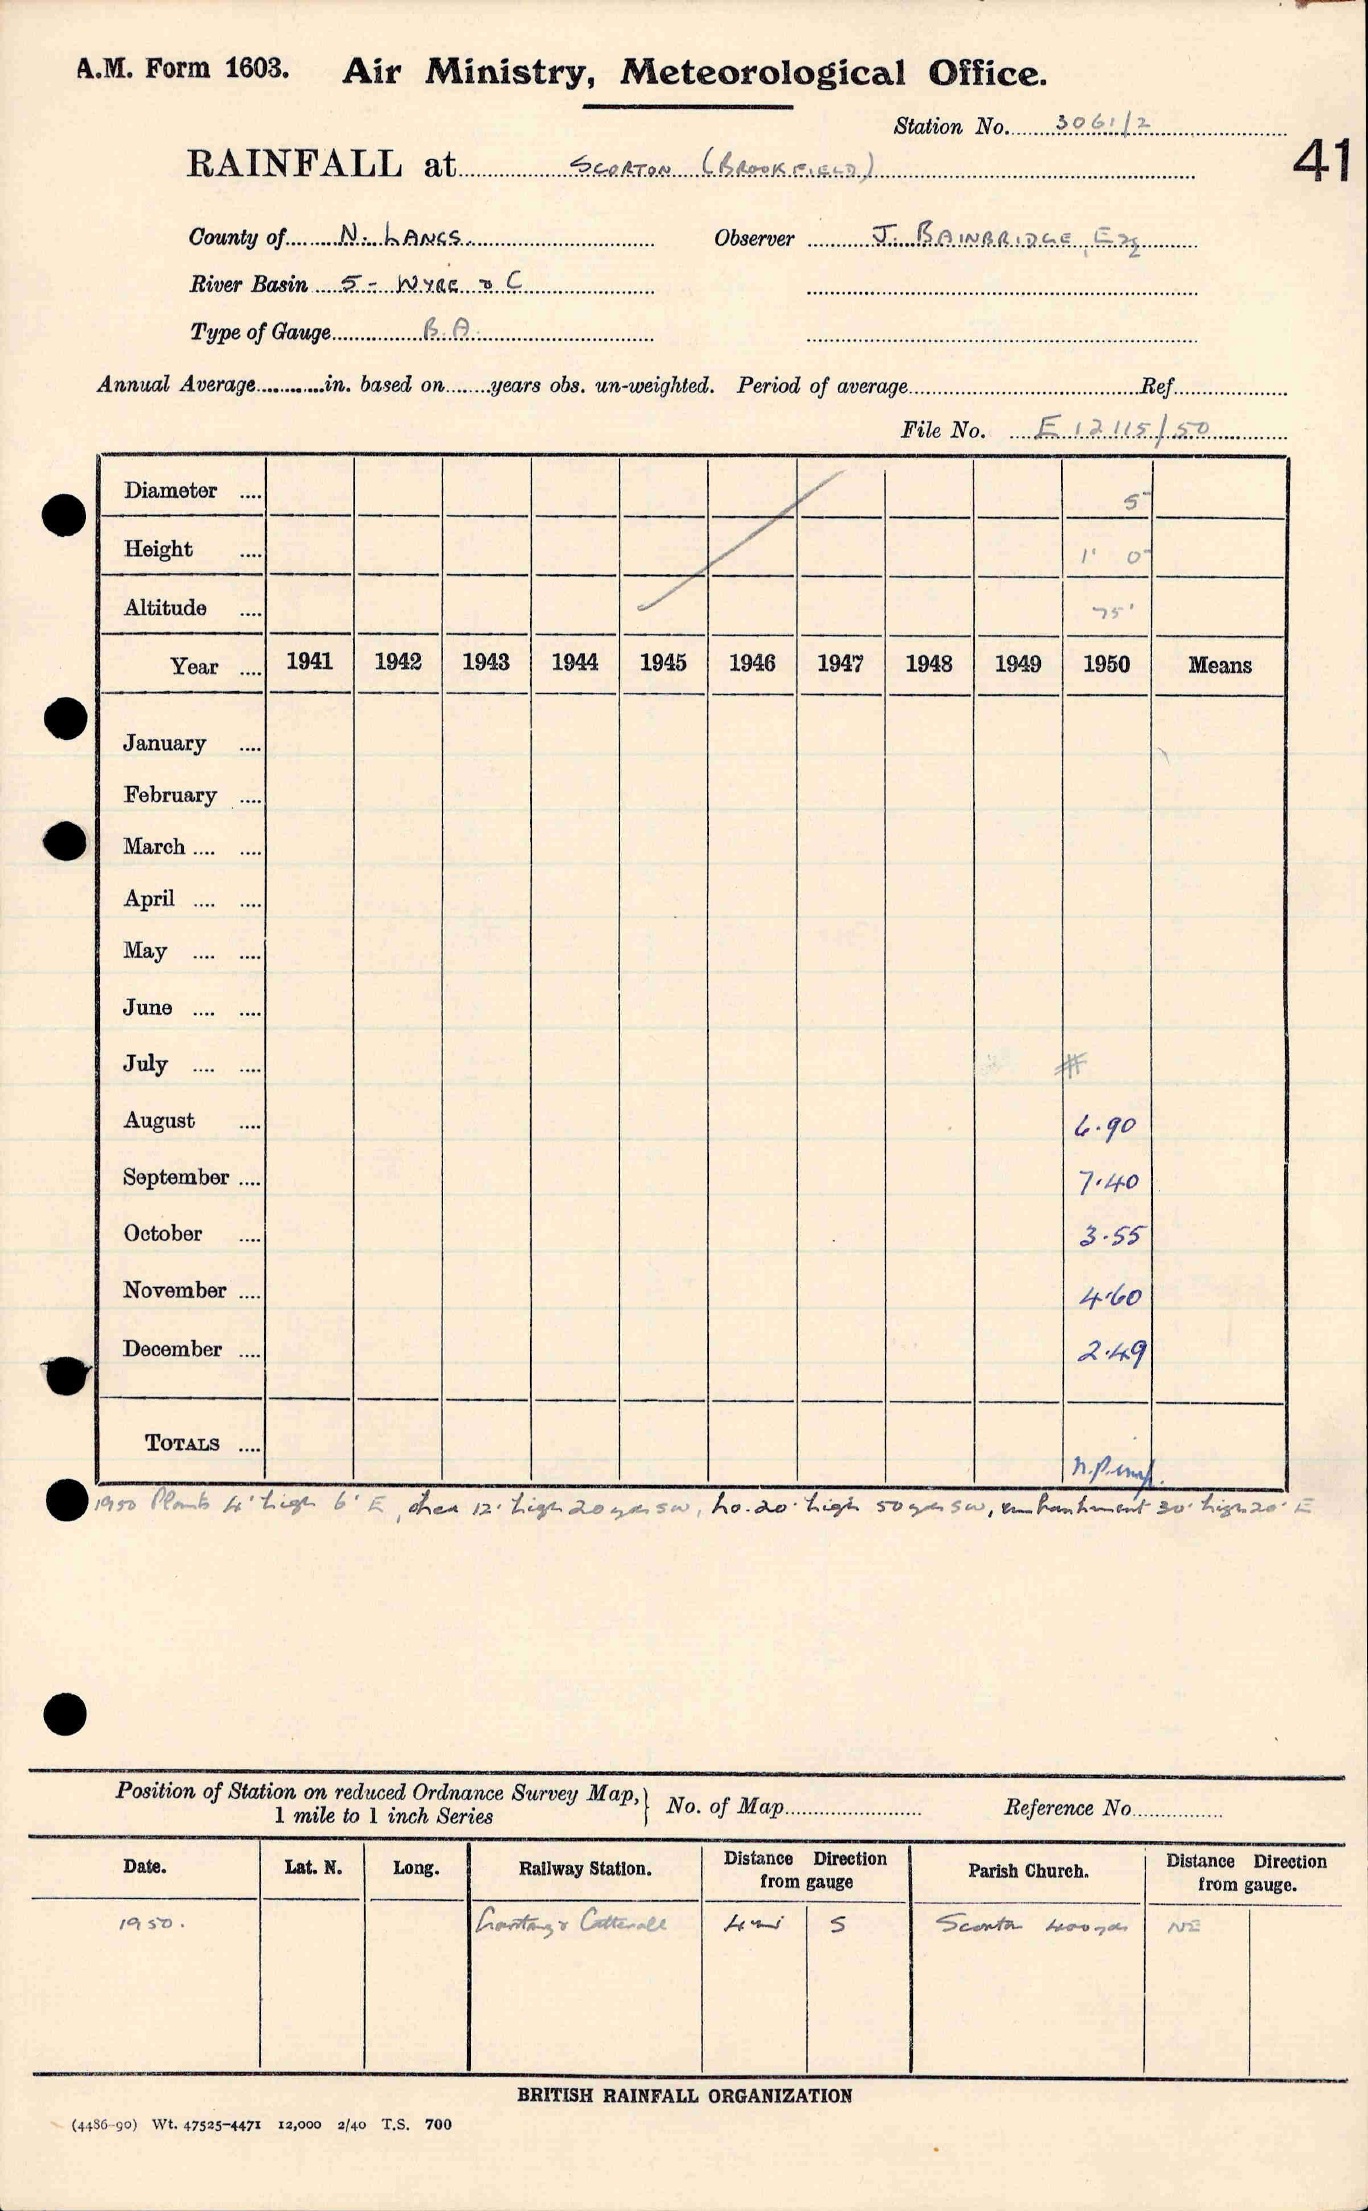 A.M. Form 1603. Air Ministry, Meteorological Office.
Station No. 3061/2
41
RAINFALL at SCORTON (BROOKFIELD)
County of N. LANCS. Observer J. BAINBRIDGE, Esq
River Basin 5 - WYRE & C
Type of Gauge B.A.
Annual Average in. based on years obs. un-weighted. Period of average Ref.
File No. E 12115/50
Diameter .... 5"
Height .... 1' 0"
Altitude .... 75'
Year .... 1941 1942 1943 1944 1945 1946 1947 1948 1949 1950 Means
January ....
February ....
March .... ....
April .... ....
May .... ....
June .... ....
July .... .... #
August .... 6.90
September .... 7.40
October .... 3.55
November .... 4.60
December .... 2.49
TOTALS ....
1950 Plants 4' high 6' E, 12' high 20 yds SW, ho. 20' high 50 yds SW, embankment 30' high 20' E
Position of Station on reduced Ordnance Survey Map,} No. of Map Reference No.
1 mile to 1 inch Series
Date. Lat. N. Long. Railway Station. Distance Direction from gauge Parish Church. Distance Direction from gauge.
1950. & Catterall 4 mi S Scorton 400 yds NE
BRITISH RAINFALL ORGANIZATION
(4486-90) Wt. 47525-4471 12,000 2/40 T.S. 700